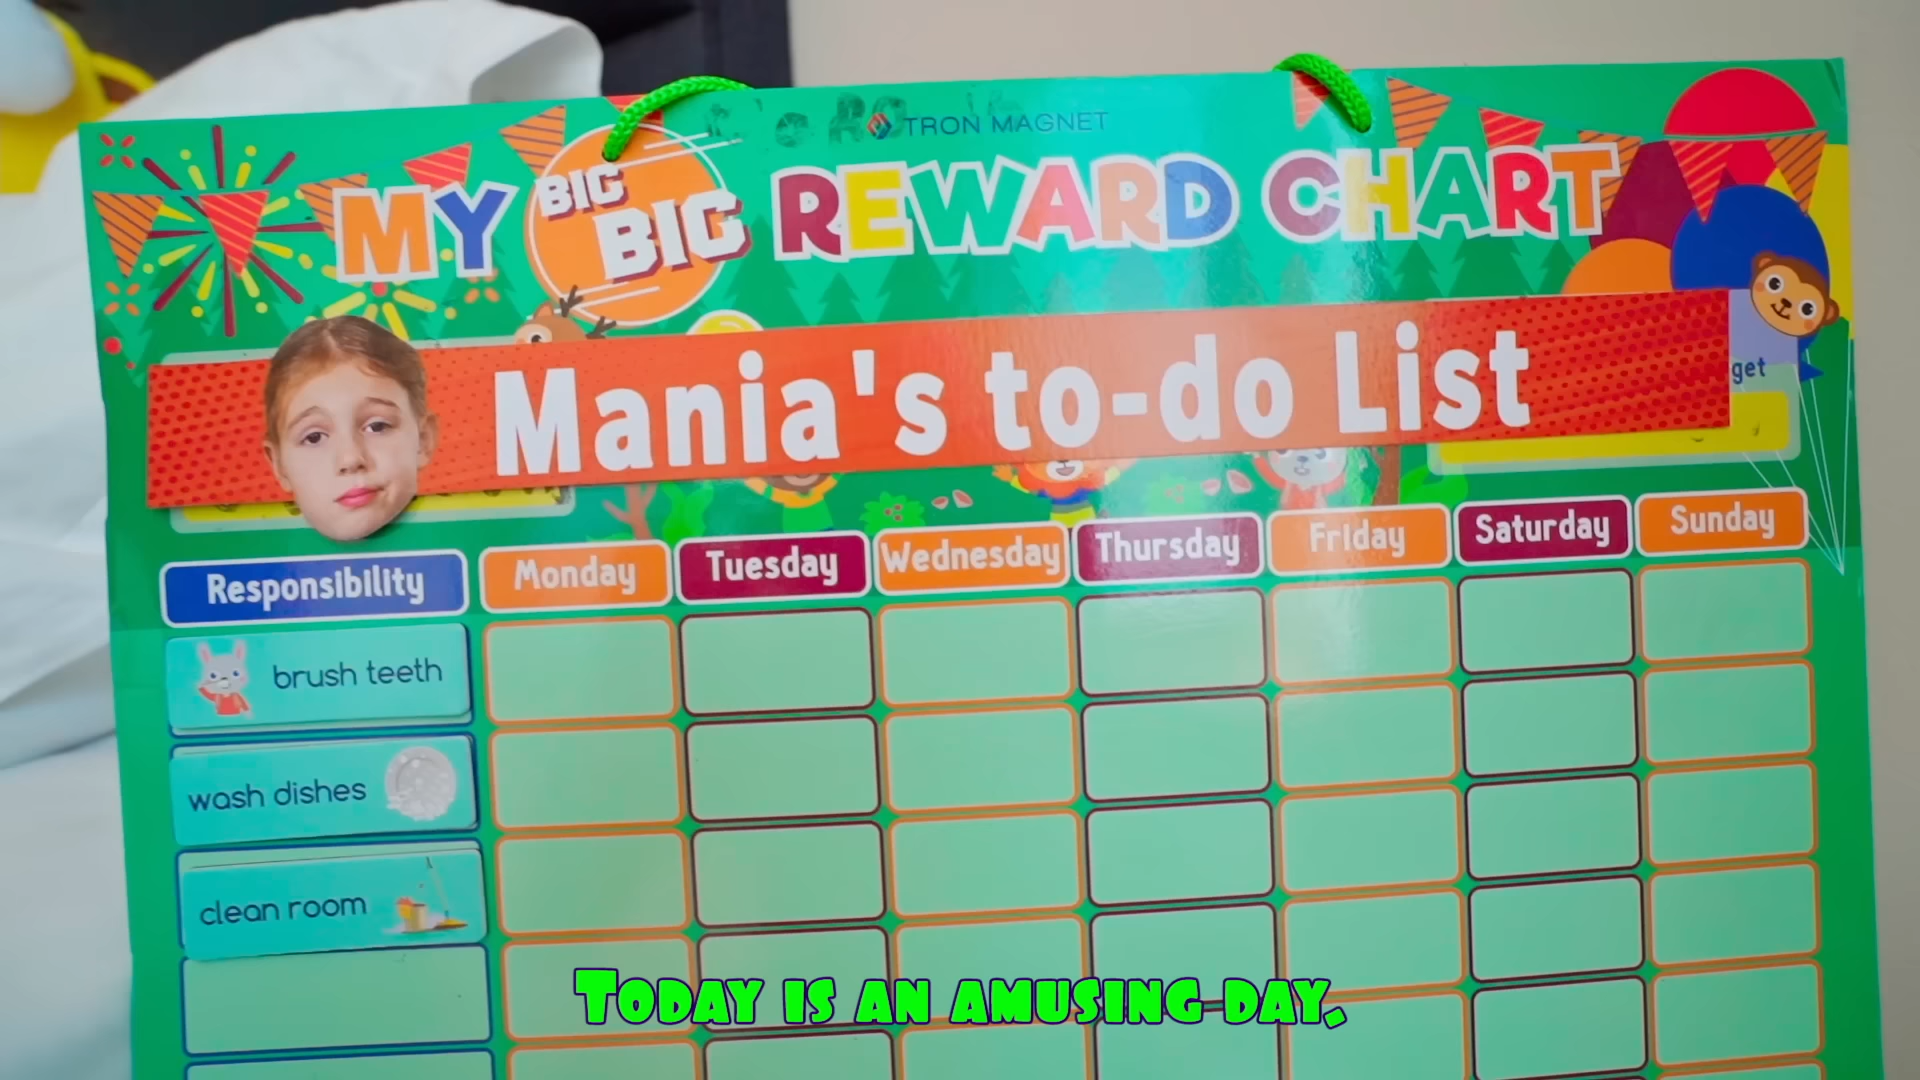 TRON MAGNET
MY BIG BIG REWARD CHART
Mania's to-do List
get
Responsibility Monday Tuesday Wednesday Thursday Friday Saturday Sunday
brush teeth
wash dishes
clean room
TODAY IS AN AMUSING DAY,